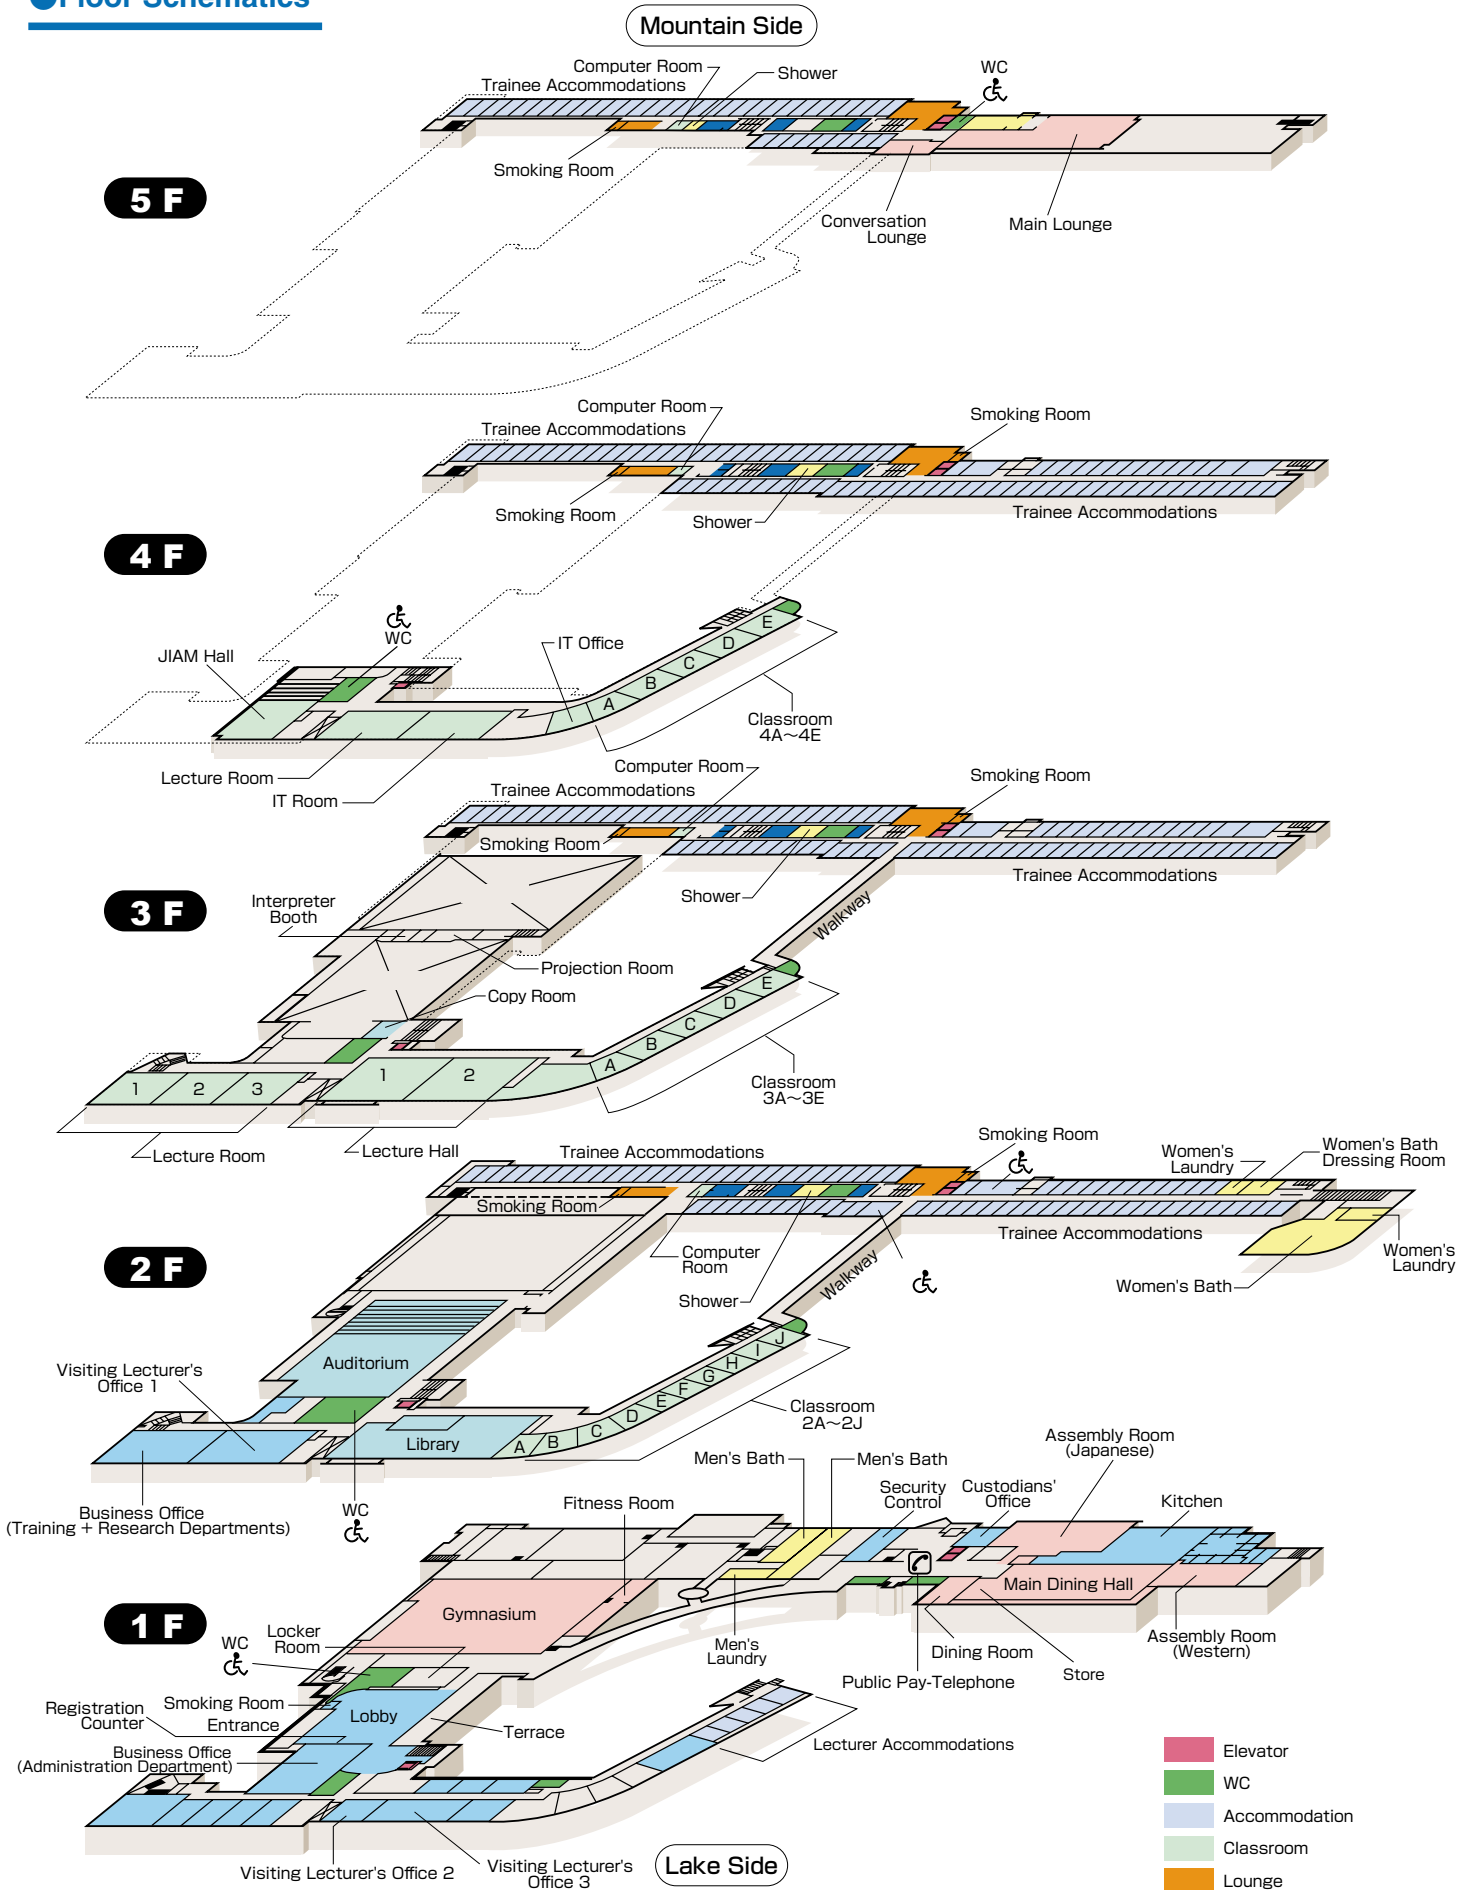 ●Floor Schematics
Mountain Side
Computer Room
Shower
WC
Trainee Accommodations
Smoking Room
5 F
Conversation
Lounge
Main Lounge
Computer Room
Smoking Room
Trainee Accommodations
Smoking Room
Shower
Trainee Accommodations
4 F
WC
JIAM Hall
IT Office
A
B
C
D
E
Classroom
4A～4E
Lecture Room
IT Room
Computer Room
Smoking Room
Trainee Accommodations
Smoking Room
Shower
Trainee Accommodations
3 F
Interpreter
Booth
Walkway
Projection Room
Copy Room
A
B
C
D
E
1
2
3
1
2
Classroom
3A～3E
Lecture Room
Lecture Hall
Trainee Accommodations
Smoking Room
Women's
Laundry
Women's Bath
Dressing Room
Smoking Room
Trainee Accommodations
2 F
Computer
Room
Shower
Walkway
Women's Bath
Women's
Laundry
Visiting Lecturer's
Office 1
Auditorium
Library
A
B
C
D
E
F
G
H
I
J
Classroom
2A～2J
Business Office
(Training + Research Departments)
WC
Men's Bath
Men's Bath
Assembly Room
(Japanese)
Security
Control
Custodians'
Office
Kitchen
Fitness Room
1 F
Gymnasium
Main Dining Hall
Locker
Room
WC
Men's
Laundry
Dining Room
Store
Assembly Room
(Western)
Public Pay-Telephone
Smoking Room
Registration
Counter
Entrance
Lobby
Terrace
Business Office
(Administration Department)
Lecturer Accommodations
Visiting Lecturer's Office 2
Visiting Lecturer's
Office 3
Lake Side
Elevator
WC
Accommodation
Classroom
Lounge